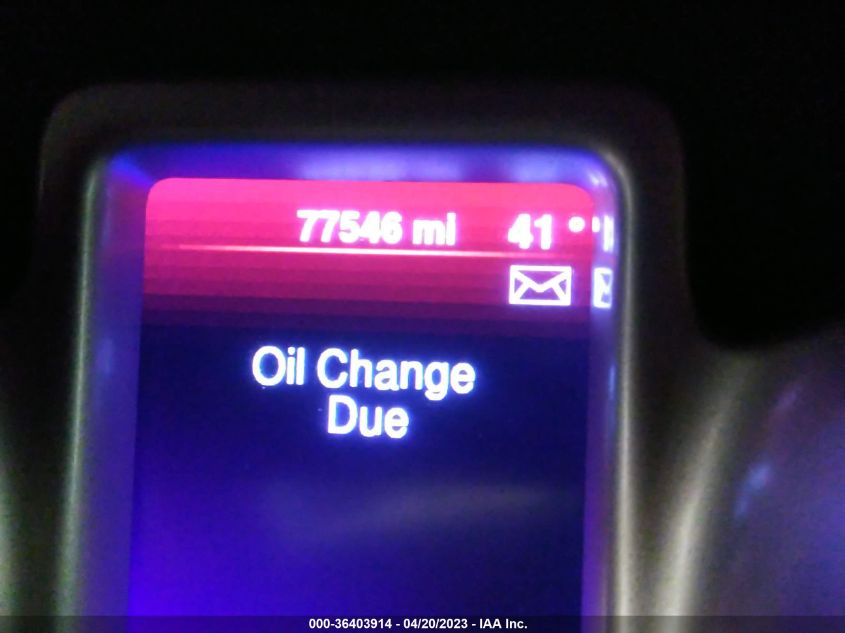 77546 mi 41 °
Oil Change
Due
000-36403914 - 04/20/2023 - IAA Inc.